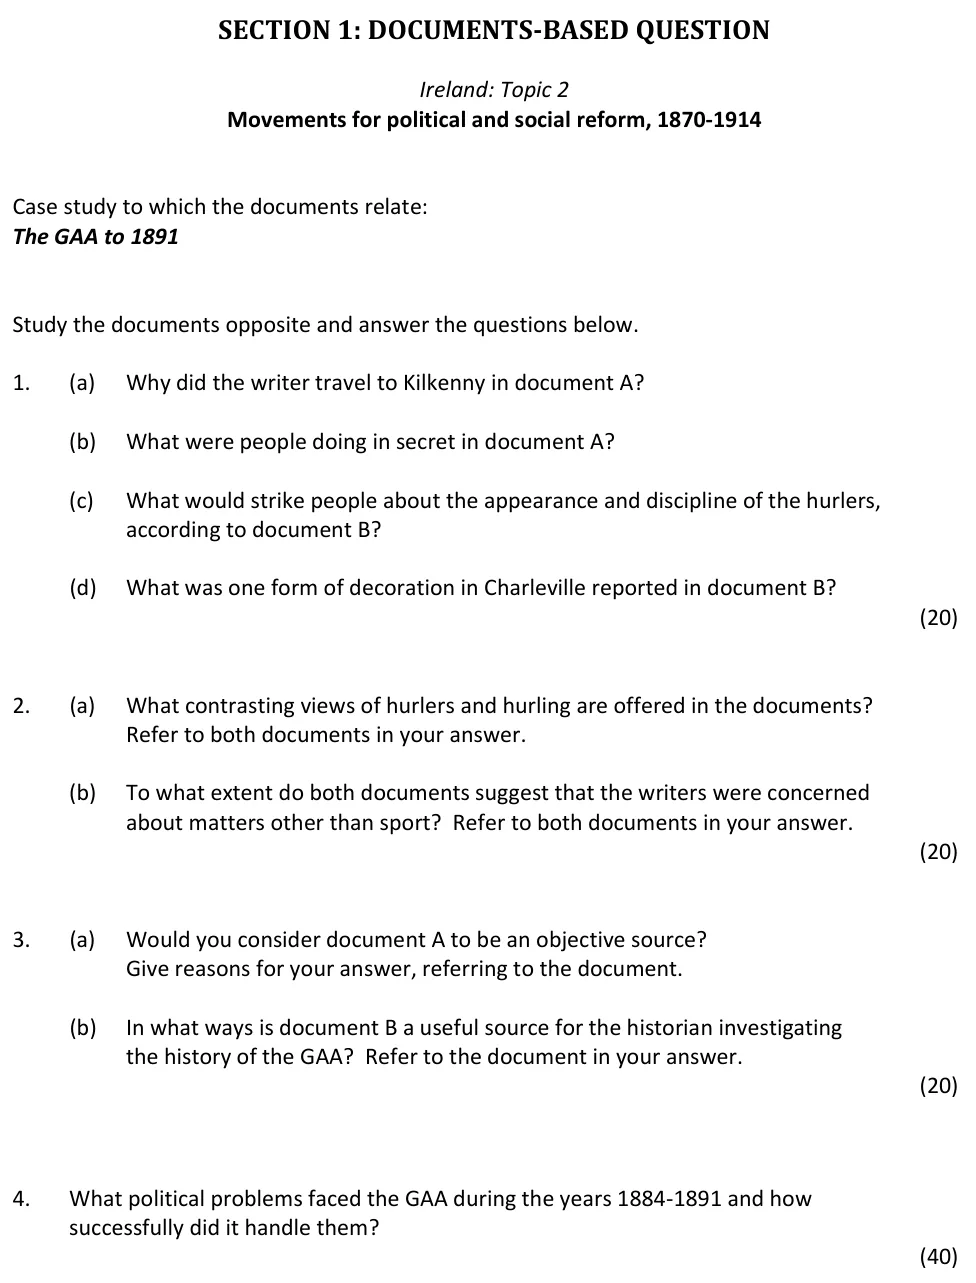 SECTION 1: DOCUMENTS-BASED QUESTION
Ireland: Topic 2
Movements for political and social reform, 1870-1914
Case study to which the documents relate:
The GAA to 1891
Study the documents opposite and answer the questions below.
1. (a) Why did the writer travel to Kilkenny in document A?
(b) What were people doing in secret in document A?
(c) What would strike people about the appearance and discipline of the hurlers,
according to document B?
(d) What was one form of decoration in Charleville reported in document B?
(20)
2. (a) What contrasting views of hurlers and hurling are offered in the documents?
Refer to both documents in your answer.
(b) To what extent do both documents suggest that the writers were concerned
about matters other than sport? Refer to both documents in your answer.
(20)
3. (a) Would you consider document A to be an objective source?
Give reasons for your answer, referring to the document.
(b) In what ways is document B a useful source for the historian investigating
the history of the GAA? Refer to the document in your answer.
(20)
4. What political problems faced the GAA during the years 1884-1891 and how
successfully did it handle them?
(40)